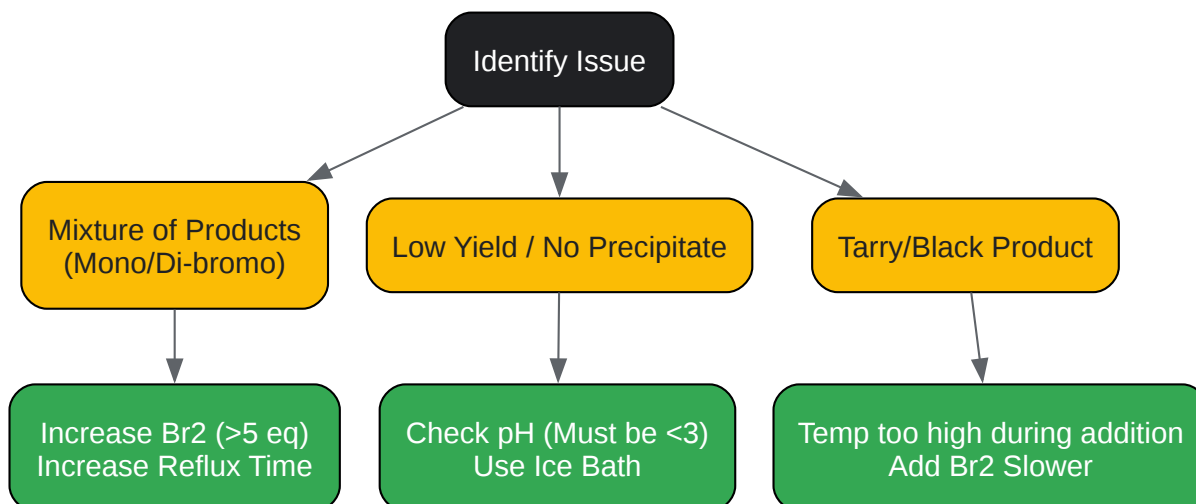 Identify Issue
Mixture of Products
(Mono/Di-bromo)
Low Yield / No Precipitate
Tarry/Black Product
Increase Br2 (>5 eq)
Increase Reflux Time
Check pH (Must be <3)
Use Ice Bath
Temp too high during addition
Add Br2 Slower